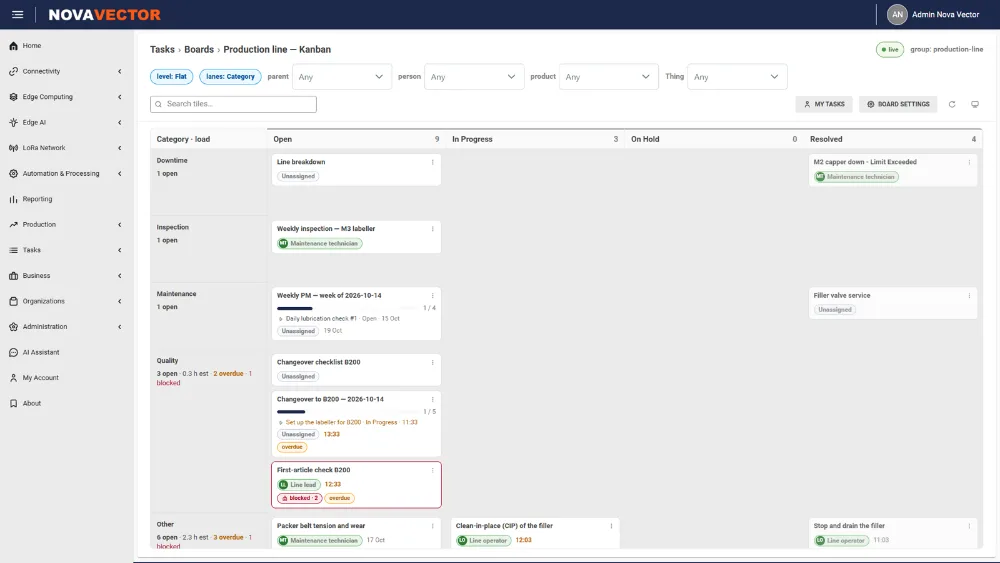 NOVAVECTOR
AN Admin Nova Vector
Home
Connectivity
Edge Computing
Edge AI
LoRa Network
Automation & Processing
Reporting
Production
Tasks
Business
Organizations
Administration
AI Assistant
My Account
About
Tasks › Boards › Production line — Kanban
live group: production-line
level: Flat lanes: Category parent Any person Any product Any Thing Any
Search tiles...
MY TASKS BOARD SETTINGS
Category · load Open 9 In Progress 3 On Hold 0 Resolved 4
Downtime
1 open
Line breakdown
Unassigned
M2 capper down - Limit Exceeded
MT Maintenance technician
Inspection
1 open
Weekly inspection — M3 labeller
MT Maintenance technician
Maintenance
1 open
Weekly PM — week of 2026-10-14
1 / 4
Daily lubrication check #1 · Open · 15 Oct
Unassigned 19 Oct
Filler valve service
Unassigned
Quality
3 open · 0.3 h est · 2 overdue · 1
blocked
Changeover checklist B200
Unassigned
Changeover to B200 — 2026-10-14
1 / 5
Set up the labeller for B200 · In Progress · 11:33
Unassigned 13:33
overdue
First-article check B200
LL Line lead 12:33
blocked · 2 overdue
Other
6 open · 2.3 h est · 3 overdue · 1
blocked
Packer belt tension and wear
MT Maintenance technician 17 Oct
Clean-in-place (CIP) of the filler
LO Line operator 12:03
Stop and drain the filler
LO Line operator 11:03